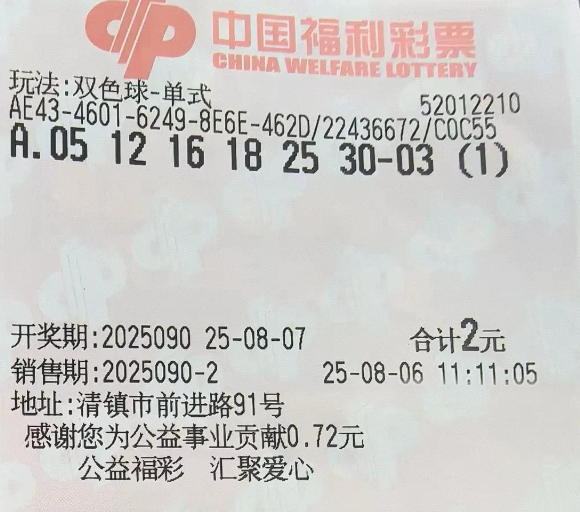 中国福利彩票
CHINA WELFARE LOTTERY
玩法:双色球-单式
52012210
AE43-4601-6249-8E6E-462D/22436672/C0C55
A.05 12 16 18 25 30-03 (1)
开奖期:2025090 25-08-07 合计2元
销售期:2025090-2 25-08-06 11:11:05
地址:清镇市前进路91号
感谢您为公益事业贡献0.72元
公益福彩 汇聚爱心